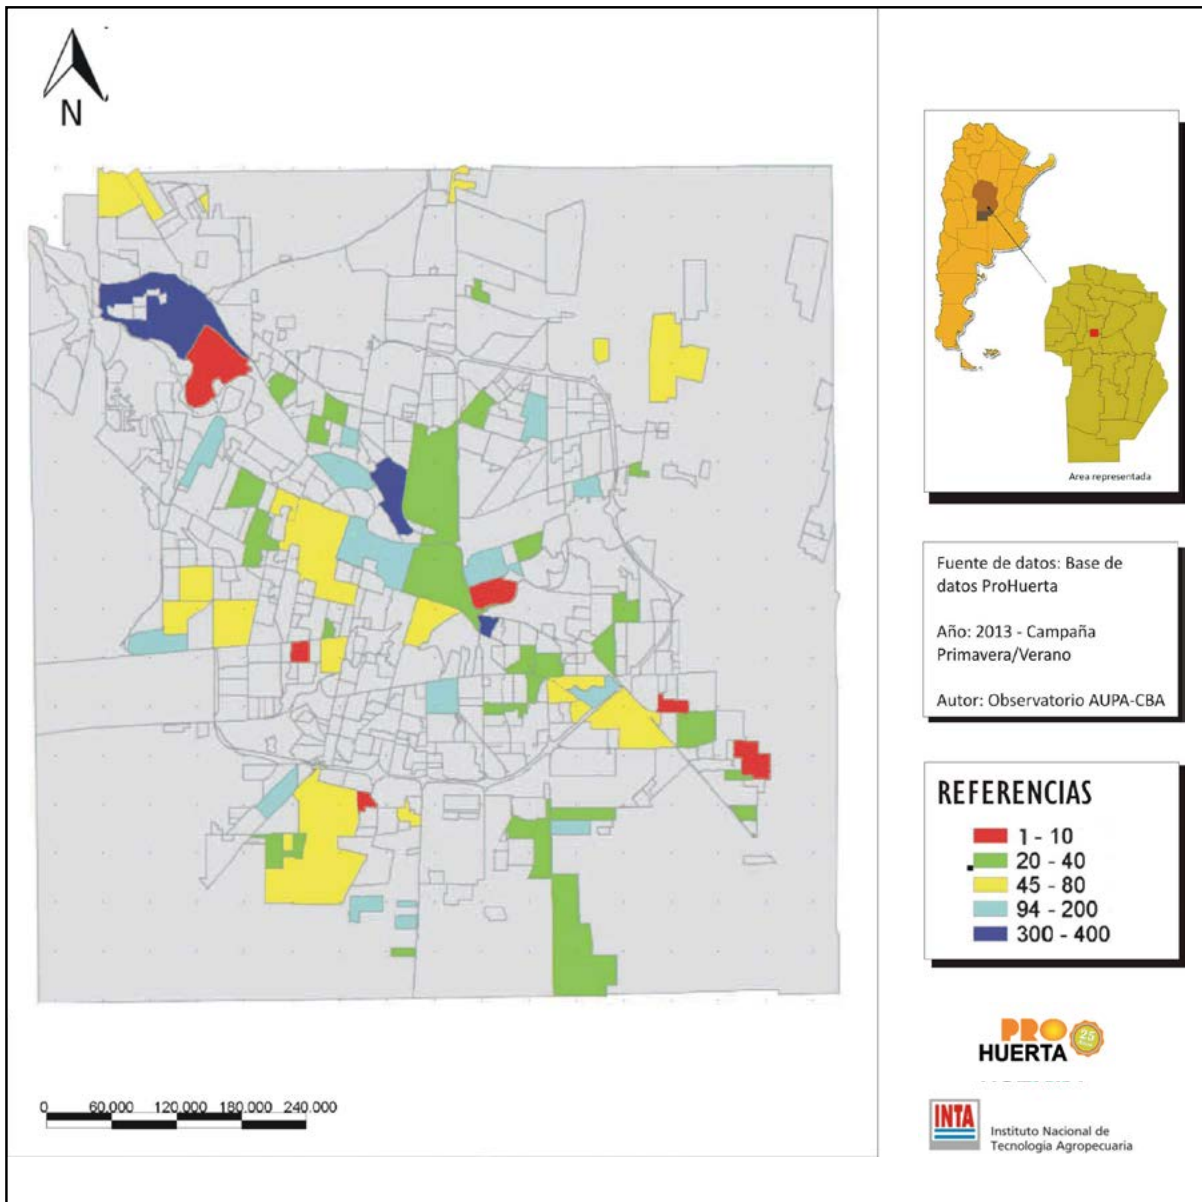 N
Area representada
Fuente de datos: Base de
datos ProHuerta
Año: 2013 - Campaña
Primavera/Verano
Autor: Observatorio AUPA-CBA
REFERENCIAS
1 - 10
20 - 40
45 - 80
94 - 200
300 - 400
PRO
HUERTA
25
INTA
Instituto Nacional de
Tecnología Agropecuaria
0 60.000 120.000 180.000 240.000